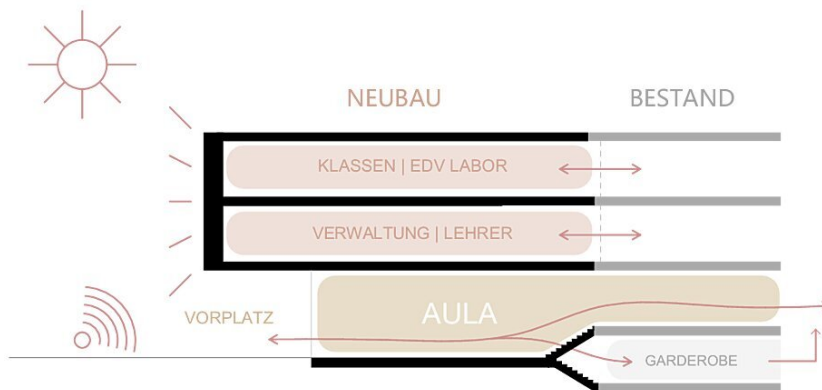 NEUBAU
BESTAND
KLASSEN | EDV LABOR
VERWALTUNG | LEHRER
VORPLATZ
AULA
GARDEROBE